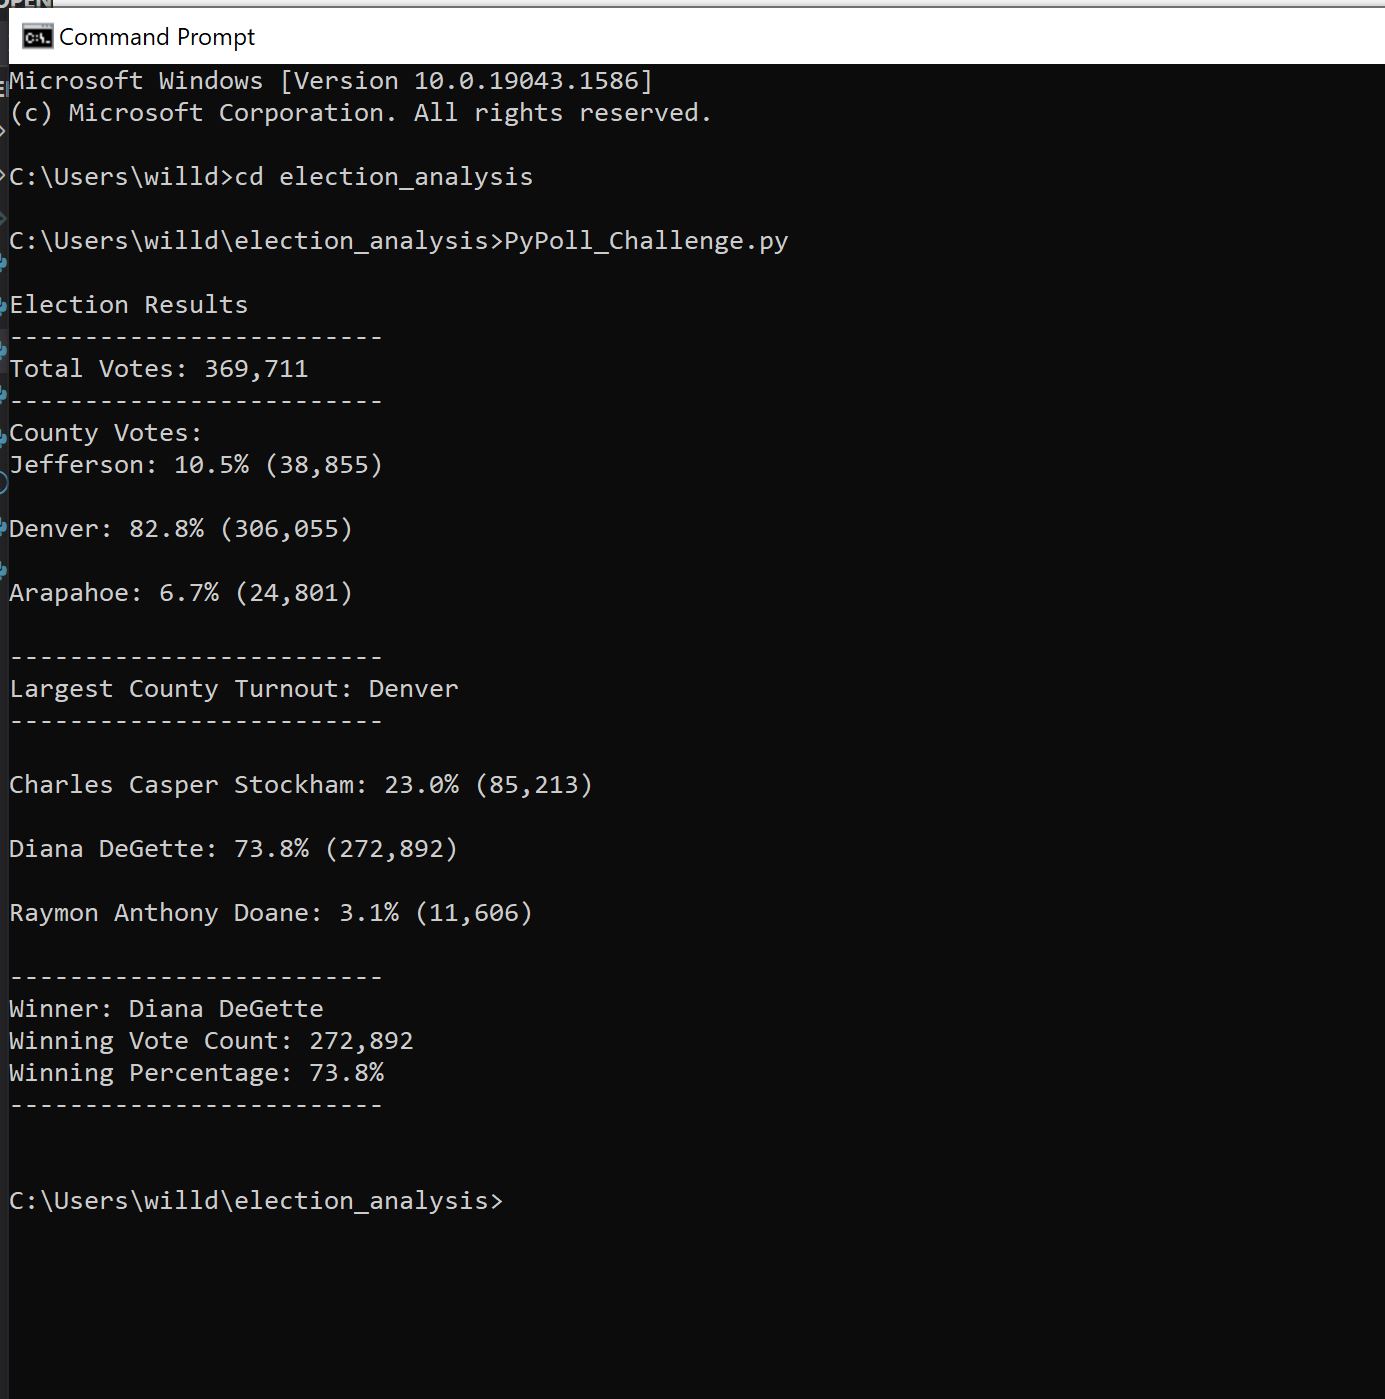 OPEN
Command Prompt
Microsoft Windows [Version 10.0.19043.1586]
(c) Microsoft Corporation. All rights reserved.
C:\Users\willd>cd election_analysis
C:\Users\willd\election_analysis>PyPoll_Challenge.py
Election Results
-------------------------
Total Votes: 369,711
-------------------------
County Votes:
Jefferson: 10.5% (38,855)
Denver: 82.8% (306,055)
Arapahoe: 6.7% (24,801)
-------------------------
Largest County Turnout: Denver
-------------------------
Charles Casper Stockham: 23.0% (85,213)
Diana DeGette: 73.8% (272,892)
Raymon Anthony Doane: 3.1% (11,606)
-------------------------
Winner: Diana DeGette
Winning Vote Count: 272,892
Winning Percentage: 73.8%
-------------------------
C:\Users\willd\election_analysis>